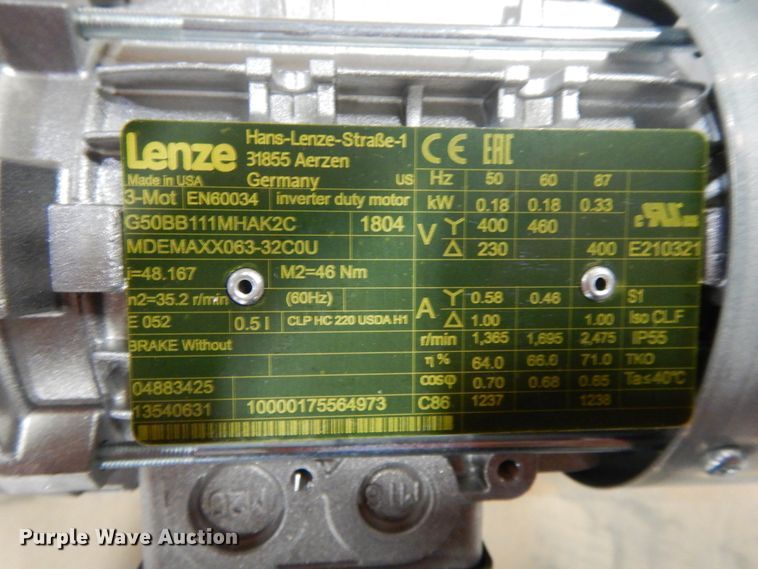 Lenze Hans-Lenze-Straße-1
31855 Aerzen
Made in USA Germany US
3-Mot EN60034 inverter duty motor
G50BB111MHAK2C 1804
MDEMAXX063-32C0U
i=48.167 M2=46 Nm
n2=35.2 r/min (60Hz)
E 052 0.5 l CLP HC 220 USDA H1
BRAKE Without
04883425
13540631 10000175564973
CE EAC
Hz 50 60 87
kW 0.18 0.18 0.33
V Y 400 460
Δ 230 400 E210321
A Y 0.58 0.46 S1
Δ 1.00 1.00 Iso CLF
r/min 1,365 1,695 2,475 IP55
η % 64.0 66.0 71.0 TKO
cosφ 0.70 0.68 0.65 Ta≤40°C
C86 1237 1238
c RU us
M20 M16
Purple Wave Auction